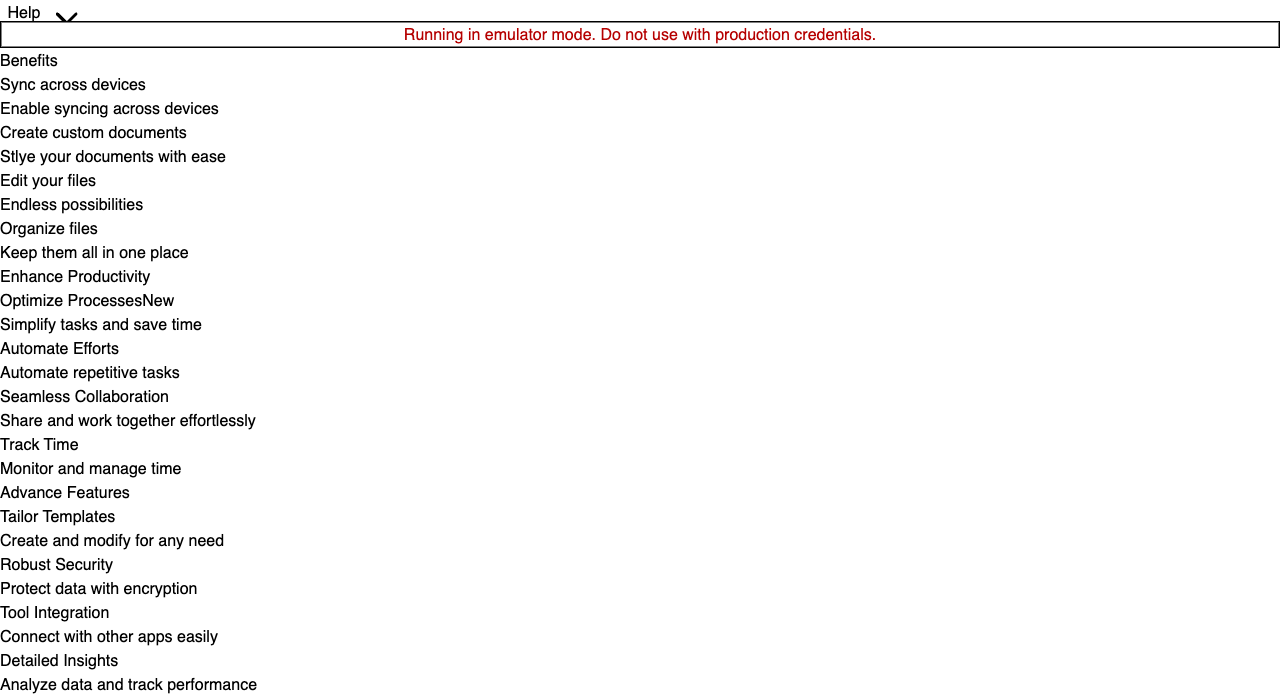 Help
Running in emulator mode. Do not use with production credentials.
Benefits
Sync across devices
Enable syncing across devices
Create custom documents
Stlye your documents with ease
Edit your files
Endless possibilities
Organize files
Keep them all in one place
Enhance Productivity
Optimize ProcessesNew
Simplify tasks and save time
Automate Efforts
Automate repetitive tasks
Seamless Collaboration
Share and work together effortlessly
Track Time
Monitor and manage time
Advance Features
Tailor Templates
Create and modify for any need
Robust Security
Protect data with encryption
Tool Integration
Connect with other apps easily
Detailed Insights
Analyze data and track performance